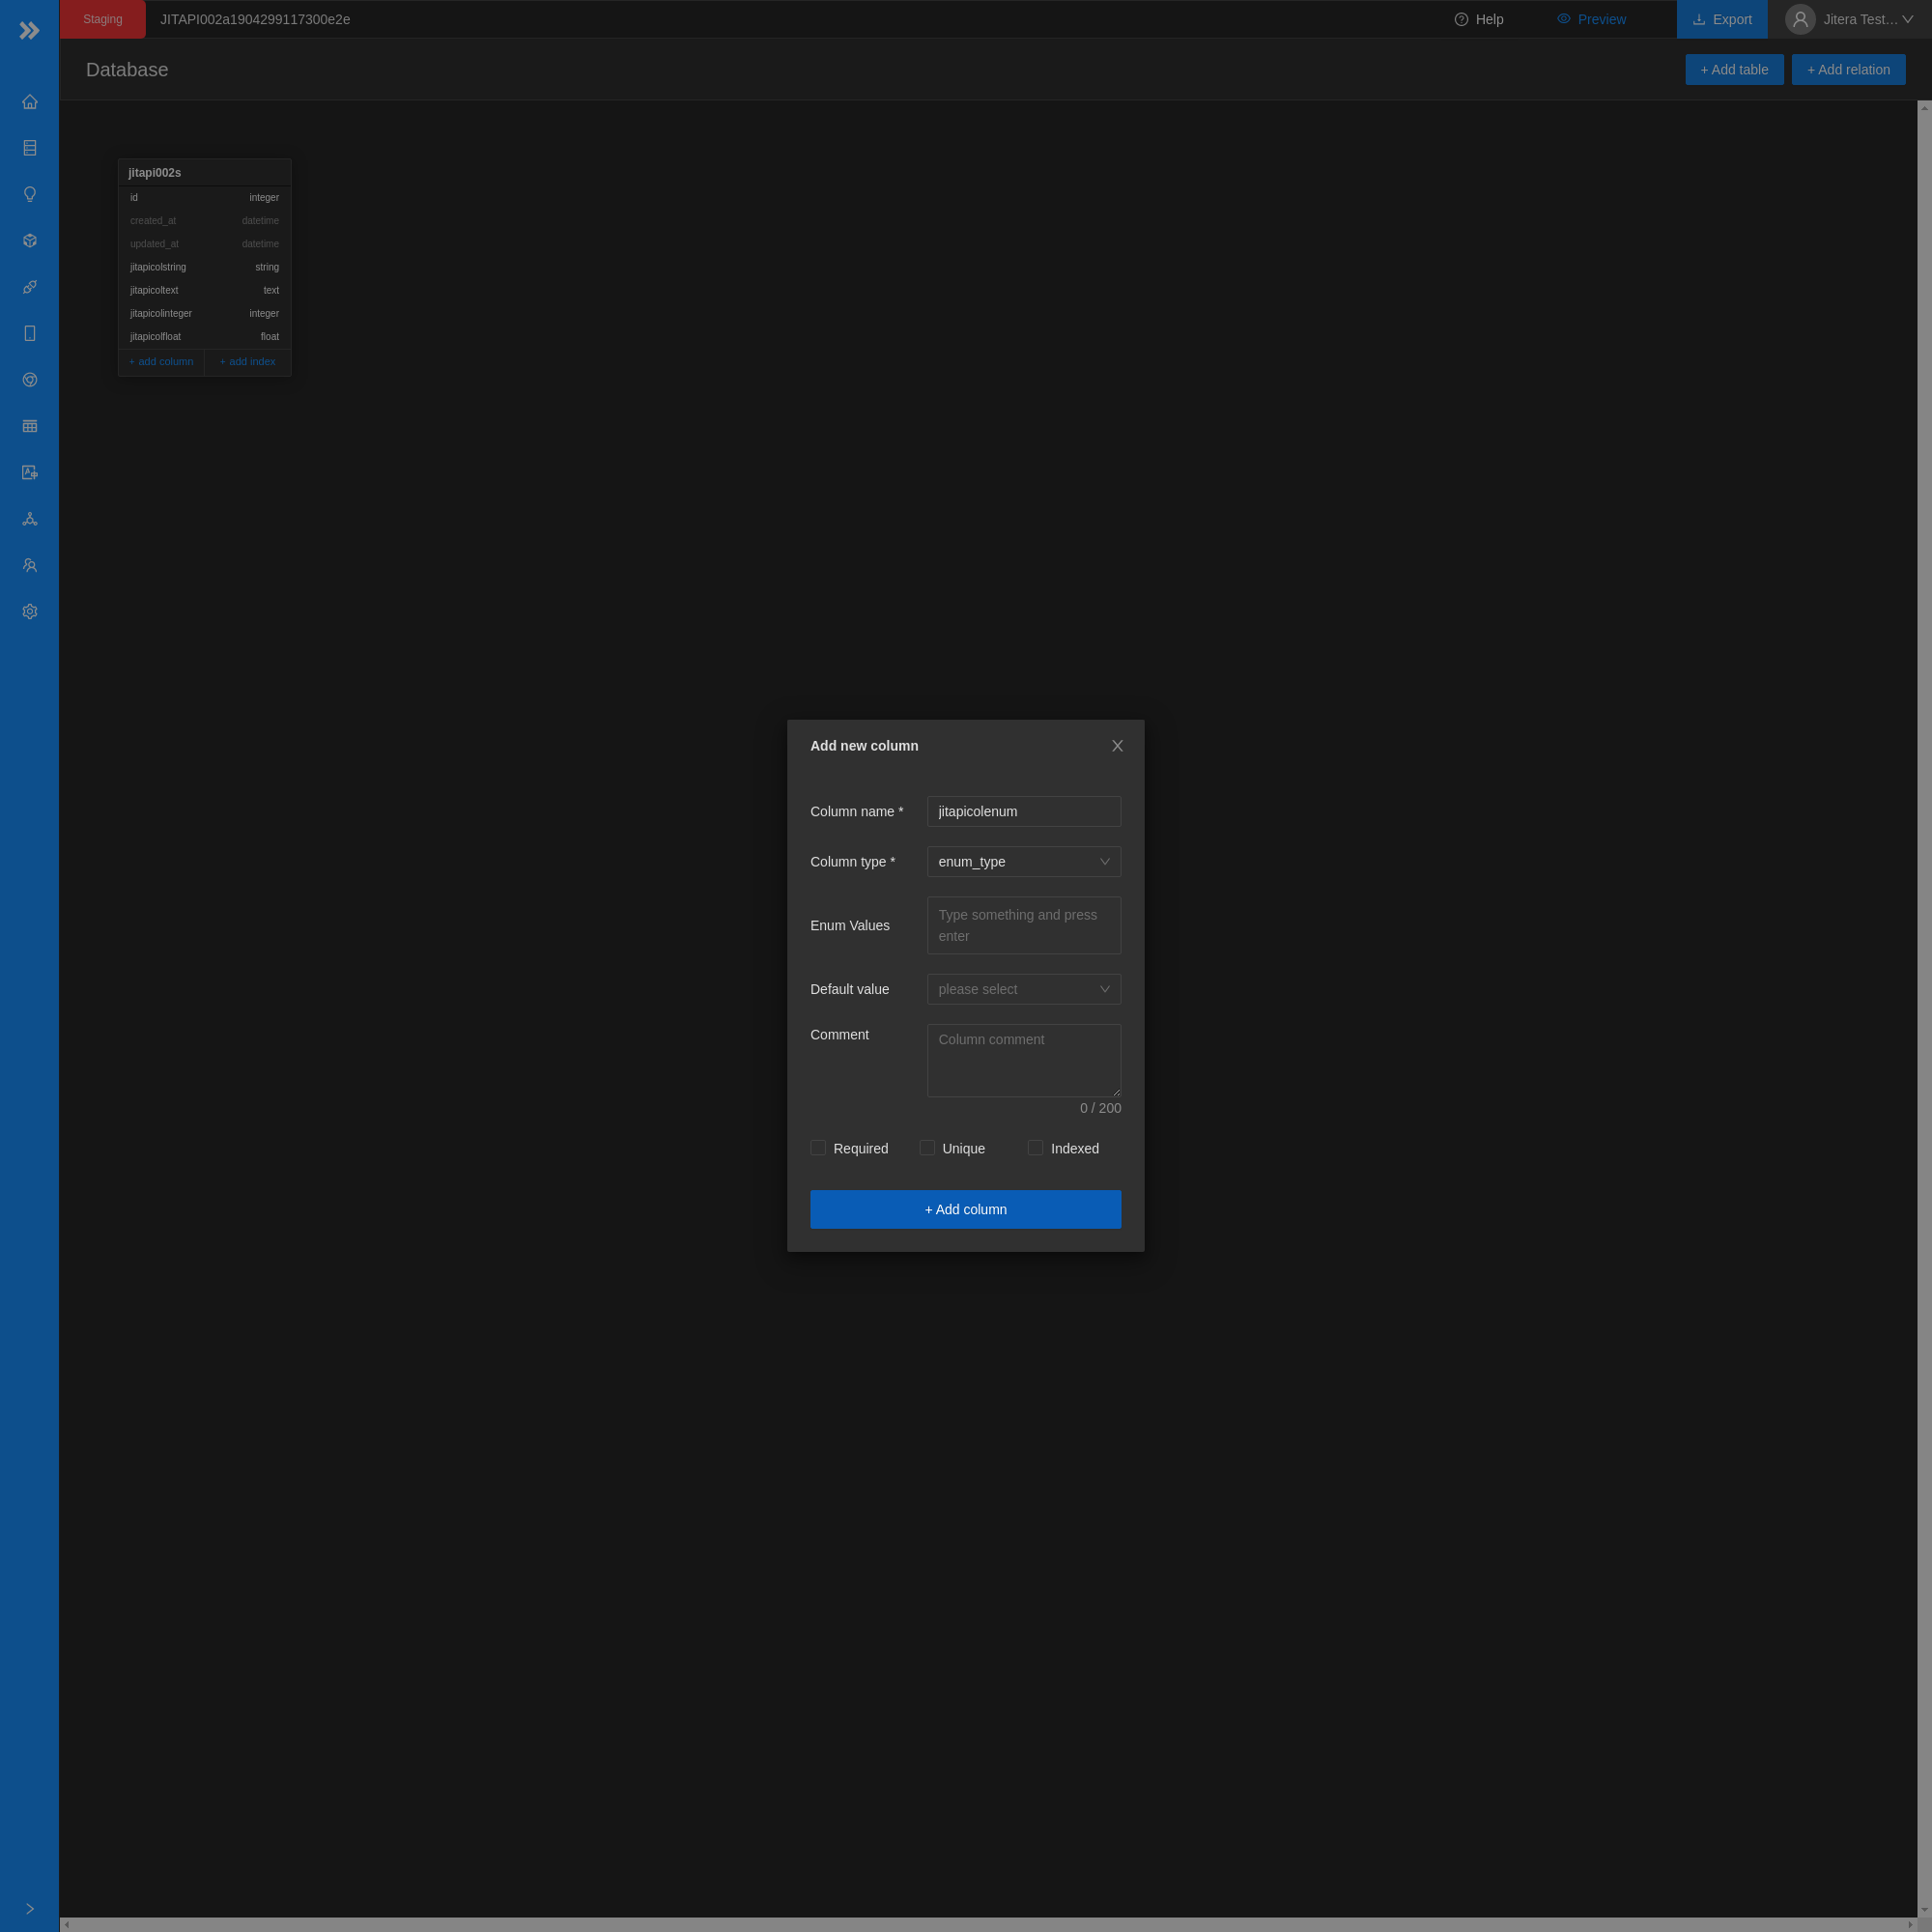 Staging
JITAPI002a1904299117300e2e
Help
Preview
Export
Jitera Test…
Database
+ Add table
+ Add relation
jitapi002s
id integer
created_at datetime
updated_at datetime
jitapicolstring string
jitapicoltext text
jitapicolinteger integer
jitapicolfloat float
+ add column
+ add index
Add new column
Column name * jitapicolenum
Column type * enum_type
Enum Values
Type something and press
enter
Default value please select
Comment
Column comment
0 / 200
Required Unique Indexed
+ Add column